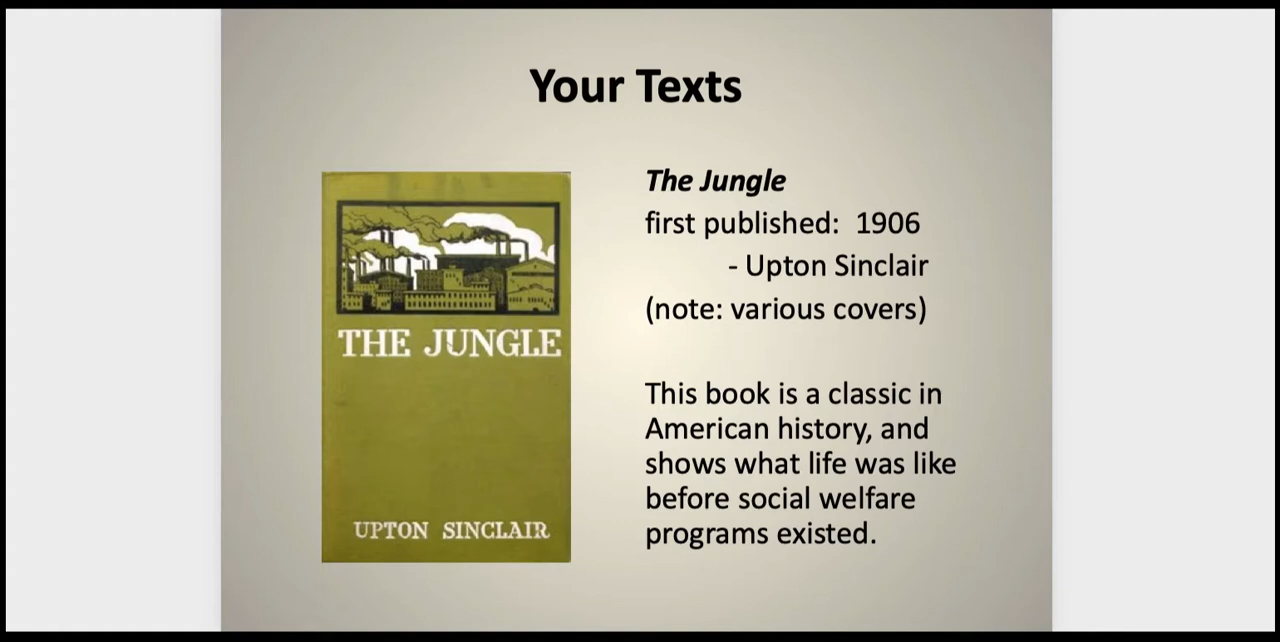 Your Texts
THE JUNGLE
UPTON SINCLAIR
The Jungle
first published:  1906
- Upton Sinclair
(note: various covers)
This book is a classic in
American history, and
shows what life was like
before social welfare
programs existed.